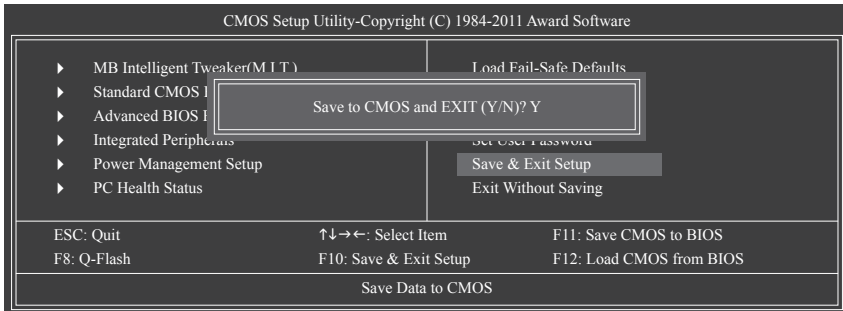 CMOS Setup Utility-Copyright (C) 1984-2011 Award Software
MB Intelligent Tweaker(M.I.T.)
Standard CMOS
Advanced BIOS
Integrated Peripherals
Power Management Setup
PC Health Status
Load Fail-Safe Defaults
Set User Password
Save & Exit Setup
Exit Without Saving
Save to CMOS and EXIT (Y/N)? Y
ESC: Quit ↑↓→←: Select Item F11: Save CMOS to BIOS
F8: Q-Flash F10: Save & Exit Setup F12: Load CMOS from BIOS
Save Data to CMOS